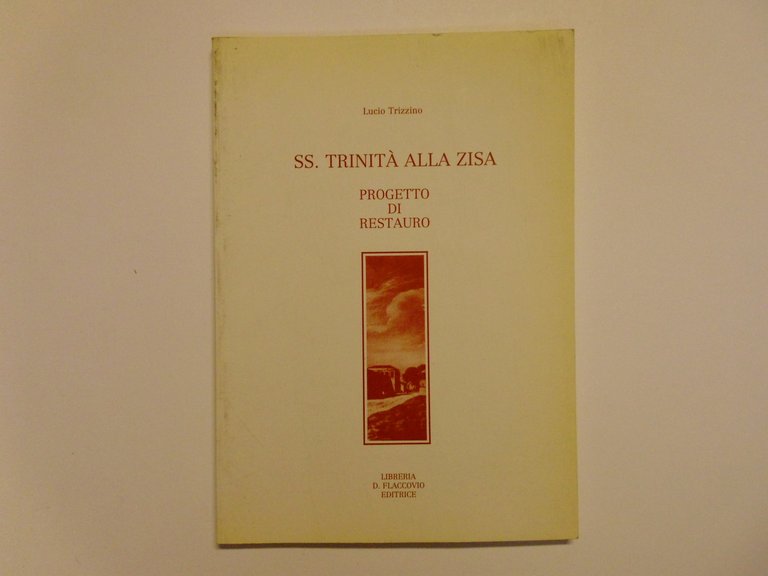 Lucio Trizzino
SS. TRINITÀ ALLA ZISA
PROGETTO
DI
RESTAURO
LIBRERIA
D. FLACCOVIO
EDITRICE